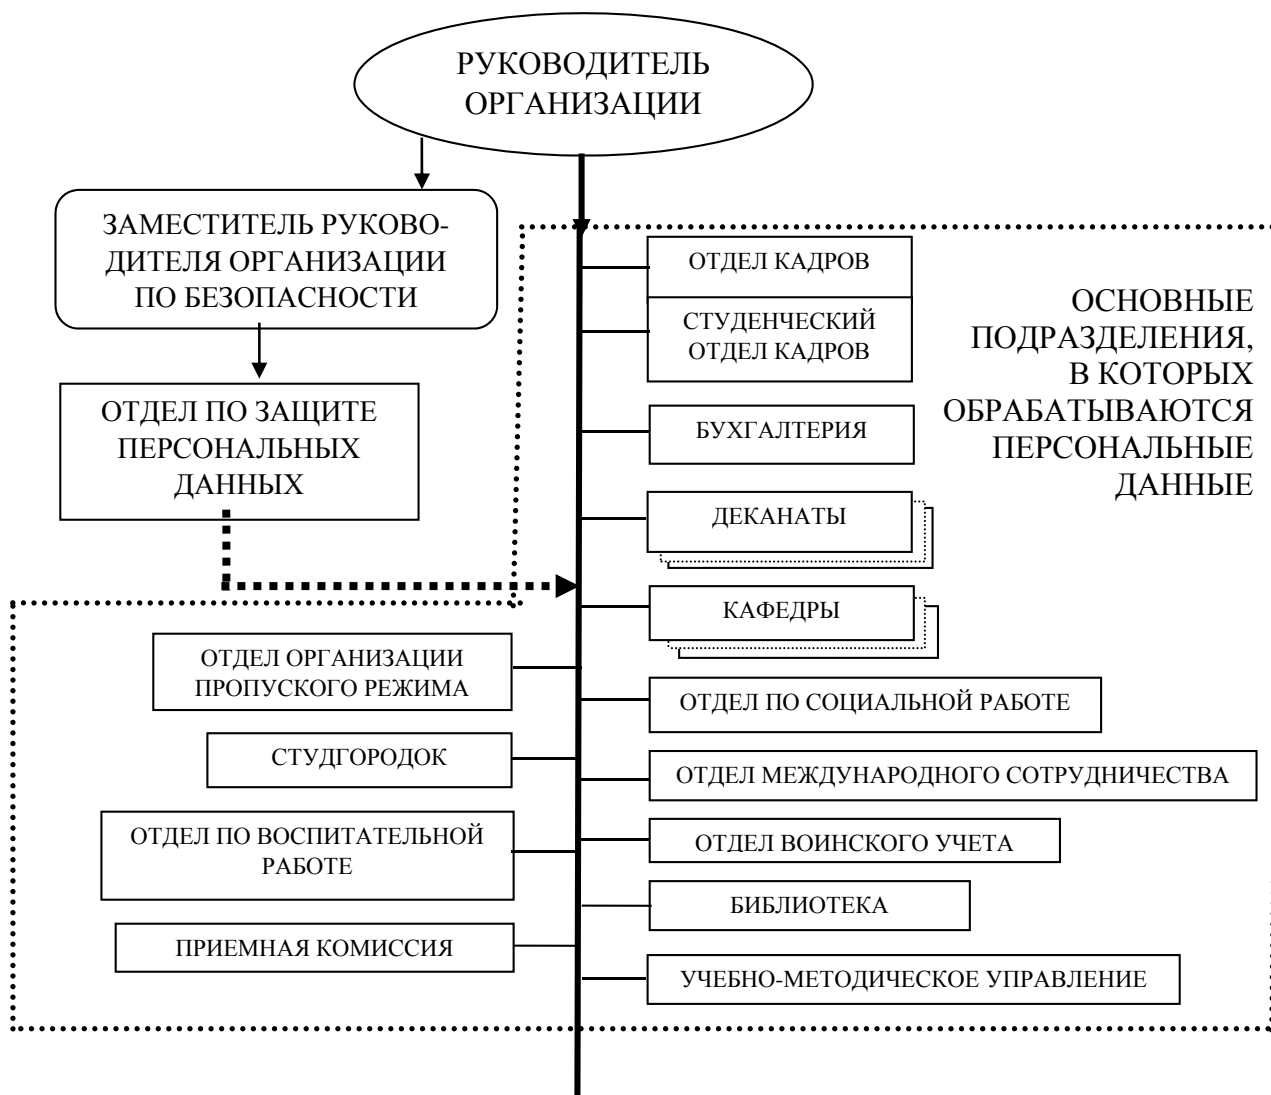 РУКОВОДИТЕЛЬ
ОРГАНИЗАЦИИ
ЗАМЕСТИТЕЛЬ РУКОВО-
ДИТЕЛЯ ОРГАНИЗАЦИИ
ПО БЕЗОПАСНОСТИ
ОТДЕЛ ПО ЗАЩИТЕ
ПЕРСОНАЛЬНЫХ
ДАННЫХ
ОТДЕЛ КАДРОВ
СТУДЕНЧЕСКИЙ
ОТДЕЛ КАДРОВ
БУХГАЛТЕРИЯ
ДЕКАНАТЫ
КАФЕДРЫ
ОСНОВНЫЕ
ПОДРАЗДЕЛЕНИЯ,
В КОТОРЫХ
ОБРАБАТЫВАЮТСЯ
ПЕРСОНАЛЬНЫЕ
ДАННЫЕ
ОТДЕЛ ОРГАНИЗАЦИИ
ПРОПУСКОГО РЕЖИМА
СТУДГОРОДОК
ОТДЕЛ ПО ВОСПИТАТЕЛЬНОЙ
РАБОТЕ
ПРИЕМНАЯ КОМИССИЯ
ОТДЕЛ ПО СОЦИАЛЬНОЙ РАБОТЕ
ОТДЕЛ МЕЖДУНАРОДНОГО СОТРУДНИЧЕСТВА
ОТДЕЛ ВОИНСКОГО УЧЕТА
БИБЛИОТЕКА
УЧЕБНО-МЕТОДИЧЕСКОЕ УПРАВЛЕНИЕ